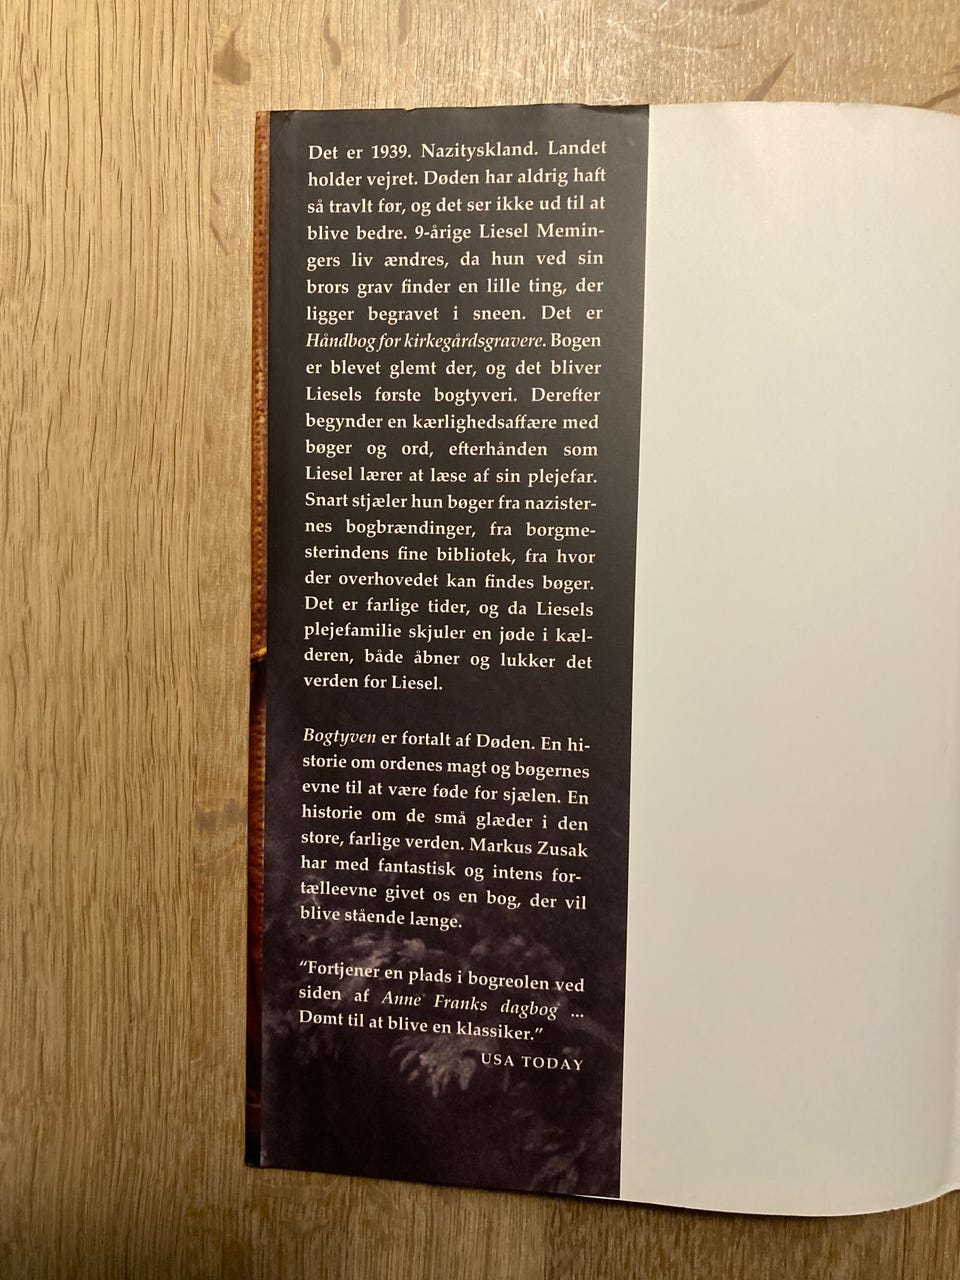 Det er 1939. Nazityskland. Landet
holder vejret. Døden har aldrig haft
så travlt før, og det ser ikke ud til at
blive bedre. 9-årige Liesel Memin-
gers liv ændres, da hun ved sin
brors grav finder en lille ting, der
ligger begravet i sneen. Det er
Håndbog for kirkegårdsgravere. Bogen
er blevet glemt der, og det bliver
Liesels første bogtyveri. Derefter
begynder en kærlighedsaffære med
bøger og ord, efterhånden som
Liesel lærer at læse af sin plejefar.
Snart stjæler hun bøger fra nazister-
nes bogbrændinger, fra borgme-
sterindens fine bibliotek, fra hvor
der overhovedet kan findes bøger.
Det er farlige tider, og da Liesels
plejefamilie skjuler en jøde i kæl-
deren, både åbner og lukker det
verden for Liesel.
Bogtyven er fortalt af Døden. En hi-
storie om ordenes magt og bøgernes
evne til at være føde for sjælen. En
historie om de små glæder i den
store, farlige verden. Markus Zusak
har med fantastisk og intens for-
tælleevne givet os en bog, der vil
blive stående længe.
“Fortjener en plads i bogreolen ved
siden af Anne Franks dagbog ...
Dømt til at blive en klassiker.”
USA TODAY